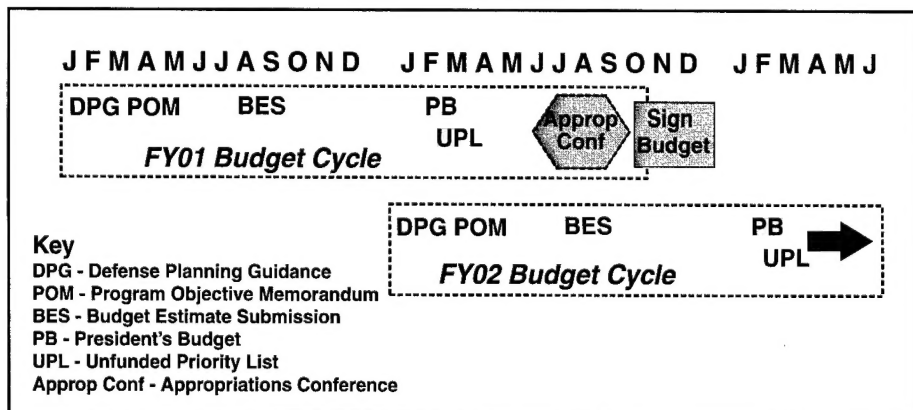 J F M A M J J A S O N D J F M A M J J A S O N D J F M A M J
DPG POM BES PB
UPL
Approp
Conf
Sign
Budget
FY01 Budget Cycle
DPG POM BES PB
UPL
FY02 Budget Cycle
Key
DPG - Defense Planning Guidance
POM - Program Objective Memorandum
BES - Budget Estimate Submission
PB - President's Budget
UPL - Unfunded Priority List
Approp Conf - Appropriations Conference